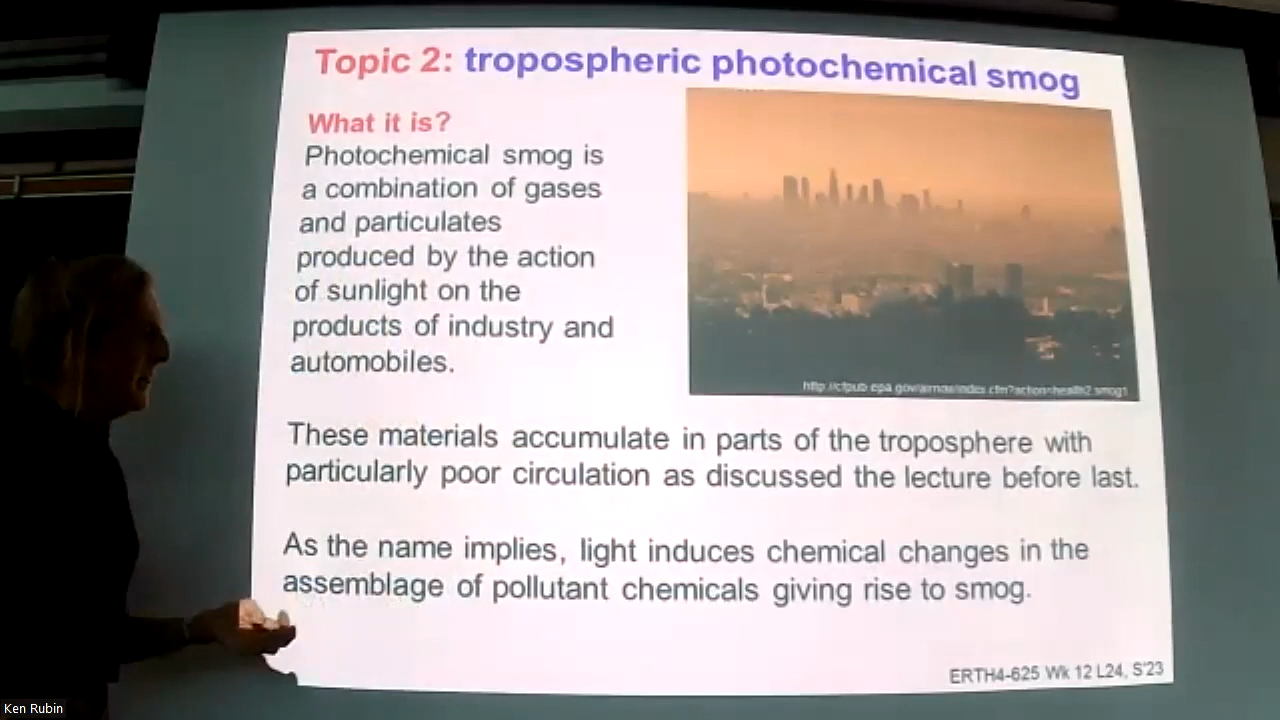 Topic 2: tropospheric photochemical smog
What it is?
Photochemical smog is
a combination of gases
and particulates
produced by the action
of sunlight on the
products of industry and
automobiles.
http://cfpub.epa.gov/airnow/index.cfm?action=health2.smog1
These materials accumulate in parts of the troposphere with
particularly poor circulation as discussed the lecture before last.
As the name implies, light induces chemical changes in the
assemblage of pollutant chemicals giving rise to smog.
ERTH4-625 Wk 12 L24, S'23
Ken Rubin